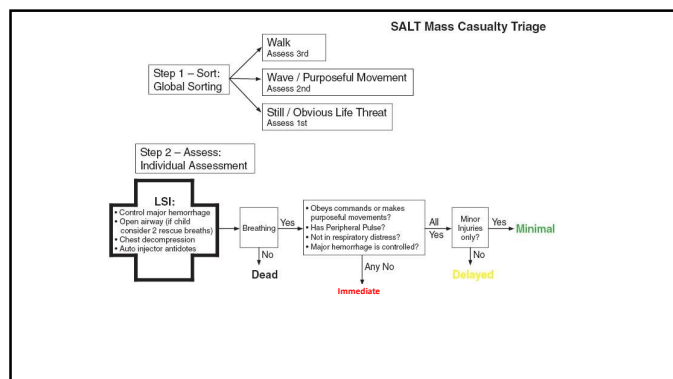 SALT Mass Casualty Triage
Step 1 – Sort:
Global Sorting
Walk
Assess 3rd
Wave / Purposeful Movement
Assess 2nd
Still / Obvious Life Threat
Assess 1st
Step 2 – Assess:
Individual Assessment
LSI:
• Control major hemorrhage
• Open airway (if child
consider 2 rescue breaths)
• Chest decompression
• Auto injector antidotes
Breathing
Yes
No
Dead
• Obeys commands or makes
purposeful movements?
• Has Peripheral Pulse?
• Not in respiratory distress?
• Major hemorrhage is controlled?
All
Yes
Any No
Immediate
Minor
Injuries
only?
Yes
Minimal
No
Delayed